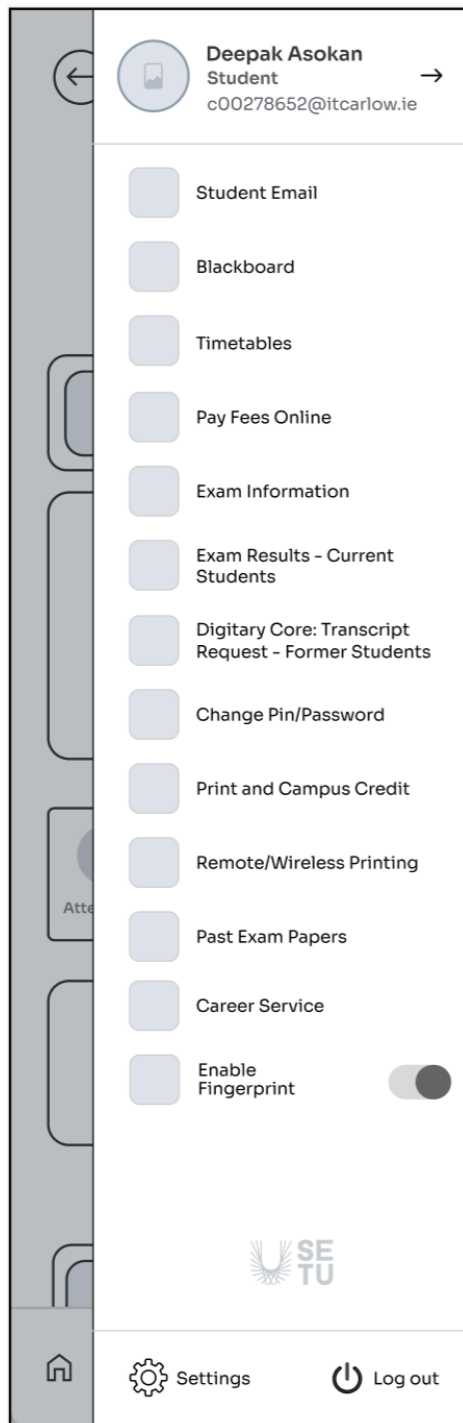 Deepak Asokan
Student
c00278652@itcarlow.ie
Student Email
Blackboard
Timetables
Pay Fees Online
Exam Information
Exam Results - Current
Students
Digitary Core: Transcript
Request - Former Students
Change Pin/Password
Print and Campus Credit
Remote/Wireless Printing
Past Exam Papers
Atte
Career Service
Enable
Fingerprint
SE
TU
Settings
Log out